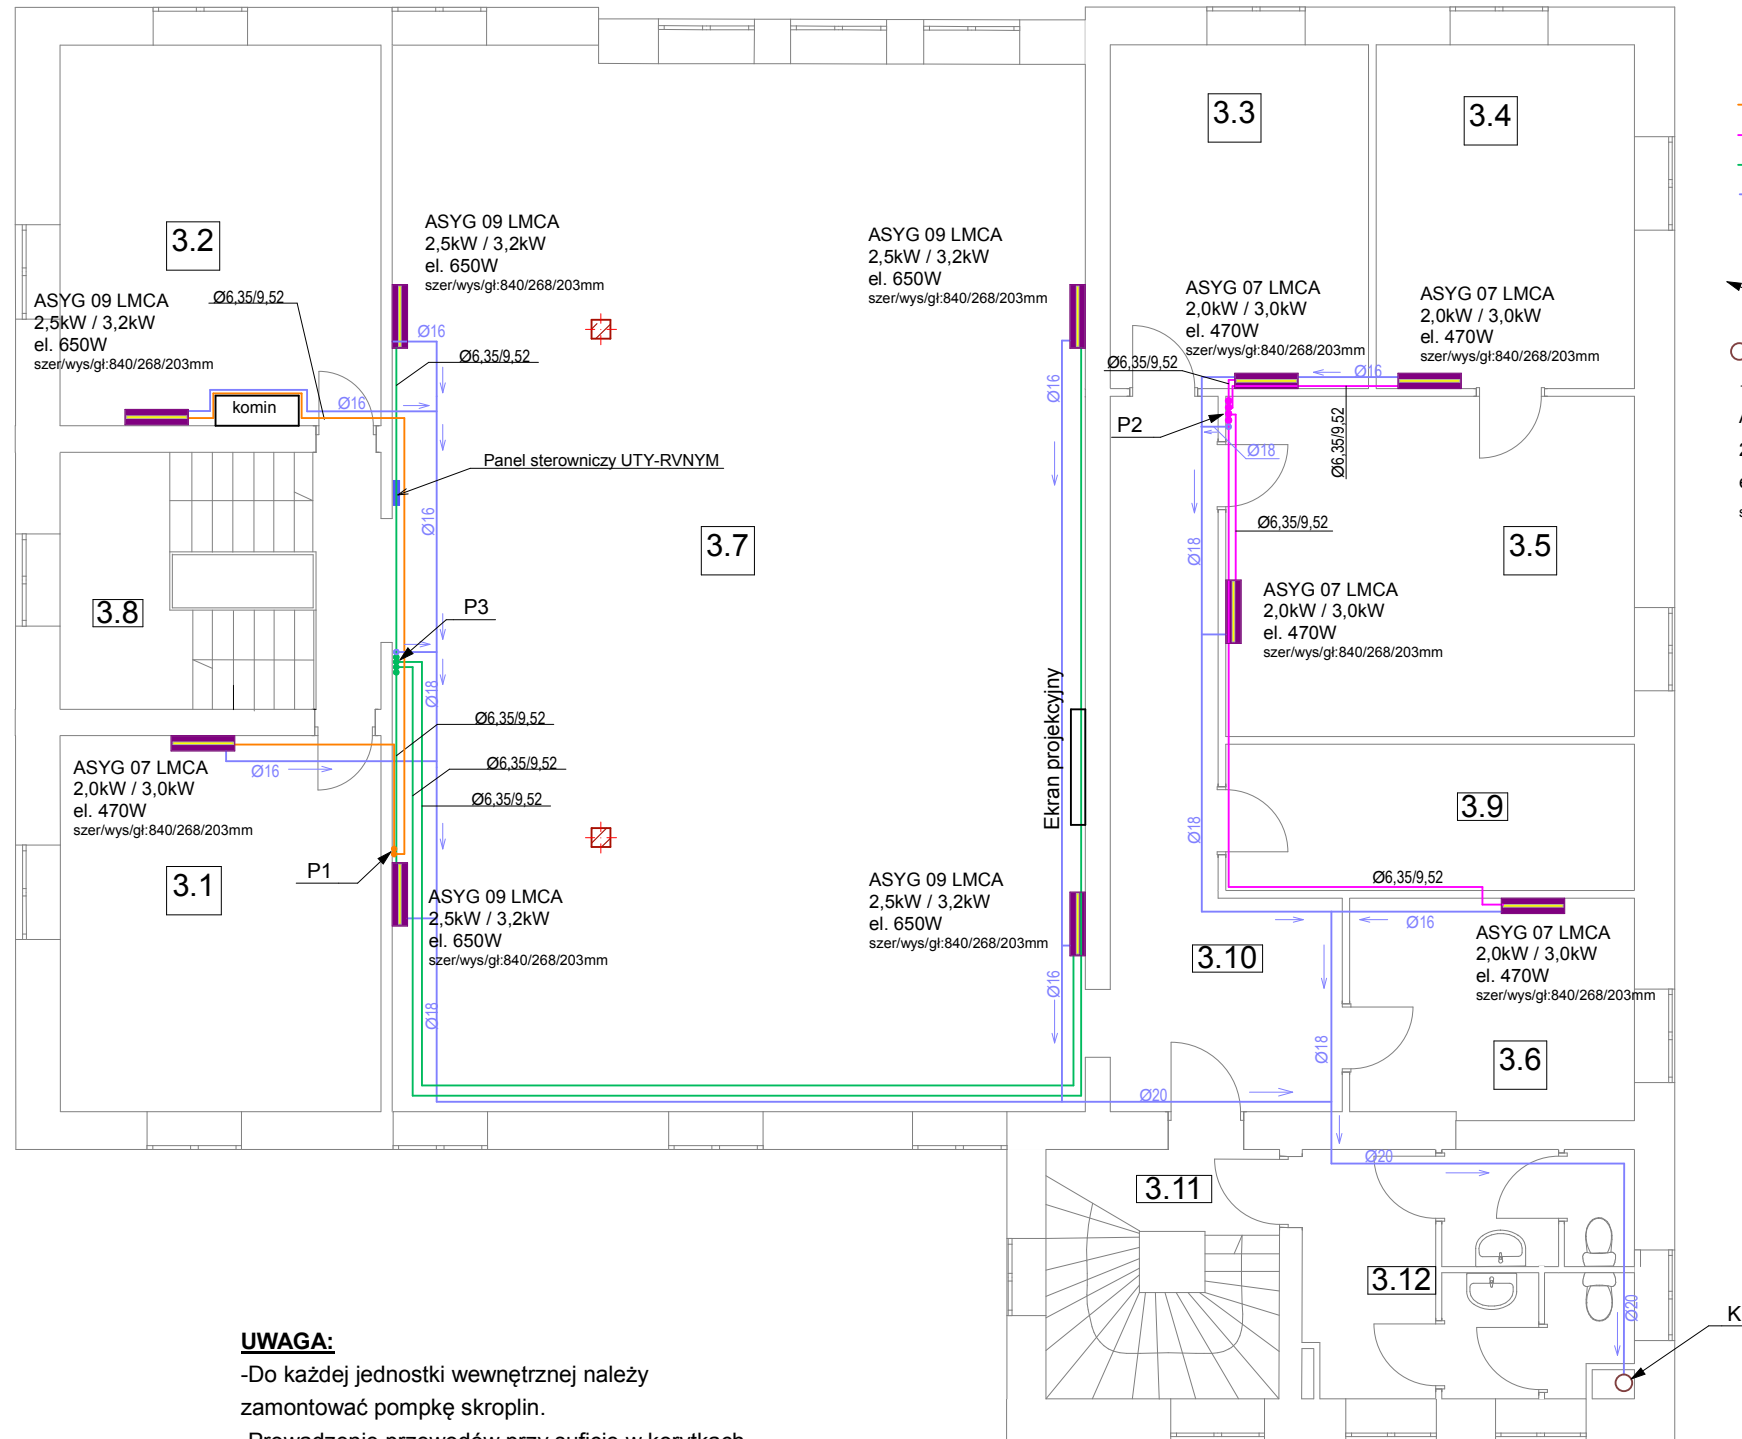 3.3
3.4
3.2
ASYG 09 LMCA
2,5kW / 3,2kW
el. 650W
szer/wys/gł:840/268/203mm
ASYG 09 LMCA
2,5kW / 3,2kW
el. 650W
szer/wys/gł:840/268/203mm
ASYG 09 LMCA
2,5kW / 3,2kW
el. 650W
szer/wys/gł:840/268/203mm
Ø6,35/9,52
ASYG 07 LMCA
2,0kW / 3,0kW
el. 470W
szer/wys/gł:840/268/203mm
ASYG 07 LMCA
2,0kW / 3,0kW
el. 470W
szer/wys/gł:840/268/203mm
Ø16
Ø6,35/9,52
Ø6,35/9,52
Ø16
Ø16
komin
Ø16
P2
Ø18
Ø6,35/9,52
Panel sterowniczy UTY-RVNYM
Ø16
Ø6,35/9,52
3.7
3.5
Ø18
3.8
P3
ASYG 07 LMCA
2,0kW / 3,0kW
el. 470W
szer/wys/gł:840/268/203mm
Ø18
Ø6,35/9,52
Ø6,35/9,52
Ø6,35/9,52
Ekran projekcyjny
Ø16
ASYG 07 LMCA
2,0kW / 3,0kW
el. 470W
szer/wys/gł:840/268/203mm
3.9
Ø18
P1
3.1
Ø6,35/9,52
ASYG 09 LMCA
2,5kW / 3,2kW
el. 650W
szer/wys/gł:840/268/203mm
ASYG 09 LMCA
2,5kW / 3,2kW
el. 650W
szer/wys/gł:840/268/203mm
Ø16
ASYG 07 LMCA
2,0kW / 3,0kW
el. 470W
szer/wys/gł:840/268/203mm
3.10
Ø16
Ø18
Ø18
3.6
Ø20
Ø20
3.11
3.12
Ø20
K
UWAGA:
-Do każdej jednostki wewnętrznej należy
zamontować pompkę skroplin.
-Prowadzenie przewodów przy suficie w korytkach